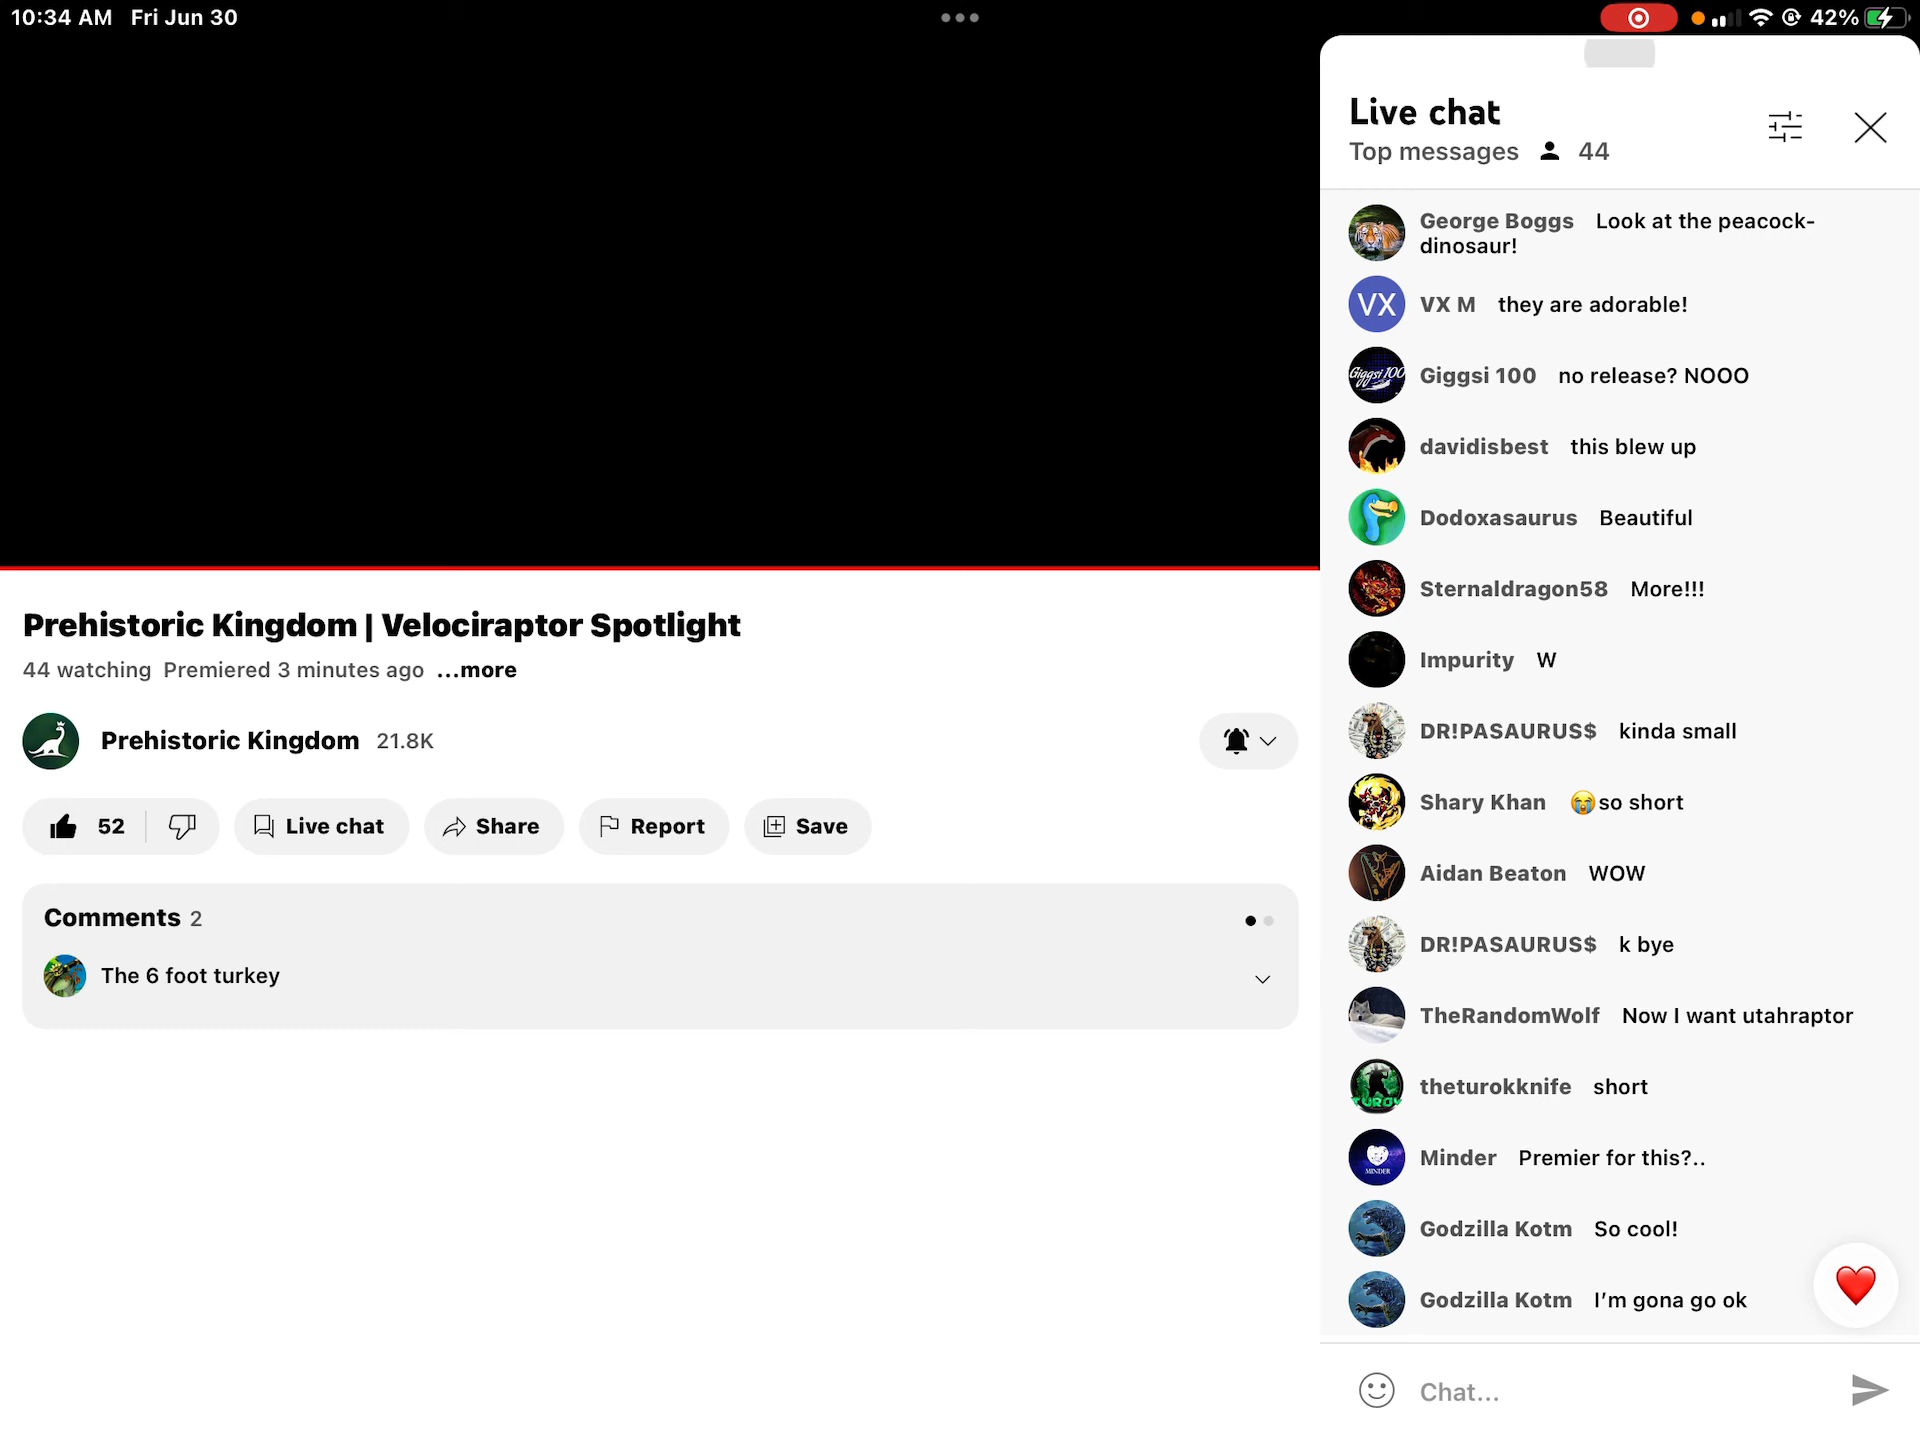 10:34 AM Fri Jun 30
42%
Live chat
Top messages 44
George Boggs Look at the peacock-
dinosaur!
VX
VX M they are adorable!
Giggsi 100
Giggsi 100 no release? NOOO
davidisbest this blew up
Dodoxasaurus Beautiful
Sternaldragon58 More!!!
Impurity W
DR!PASAURUS$ kinda small
Shary Khan 😭so short
Aidan Beaton WOW
DR!PASAURUS$ k bye
TheRandomWolf Now I want utahraptor
theturokknife short
MINDER
Minder Premier for this?..
Godzilla Kotm So cool!
Godzilla Kotm I’m gona go ok
Chat...
Prehistoric Kingdom | Velociraptor Spotlight
44 watching Premiered 3 minutes ago ...more
Prehistoric Kingdom 21.8K
52 Live chat Share Report Save
Comments 2
The 6 foot turkey